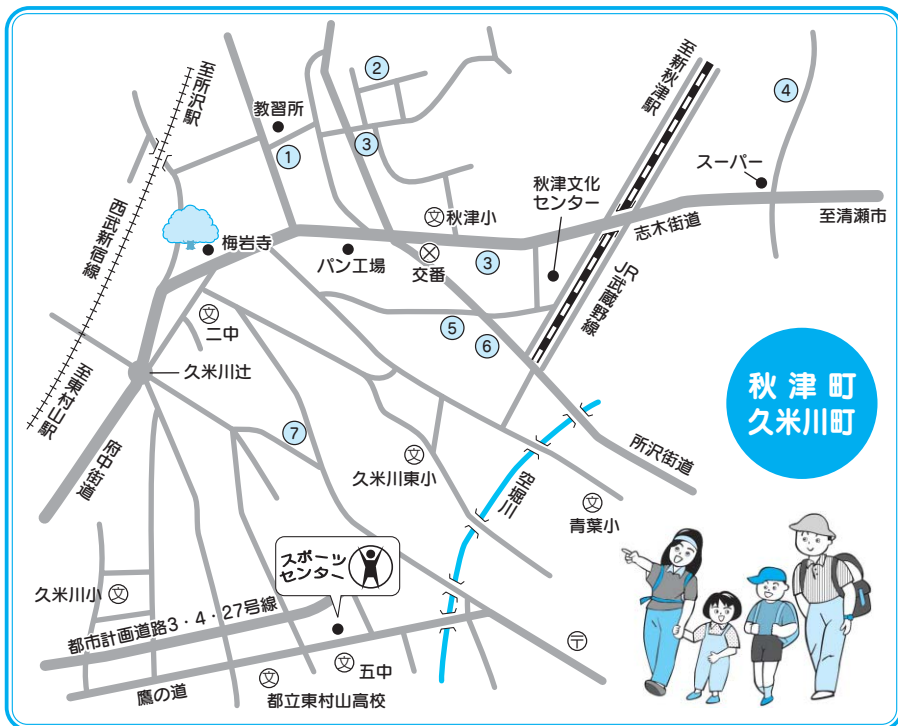 至所沢駅
教習所
①
②
③
至新秋津駅
④
スーパー
秋津文化
センター
文 秋津小
志木街道
至清瀬市
西武新宿線
梅岩寺
パン工場
交番
③
JR武蔵野線
文
二中
⑤
⑥
久米川辻
至東村山駅
秋津町
久米川町
府中街道
⑦
文
久米川東小
所沢街道
空堀川
文
青葉小
スポーツ
センター
久米川小 文
都市計画道路3・4・27号線
鷹の道
文
都立東村山高校
文 五中
〒